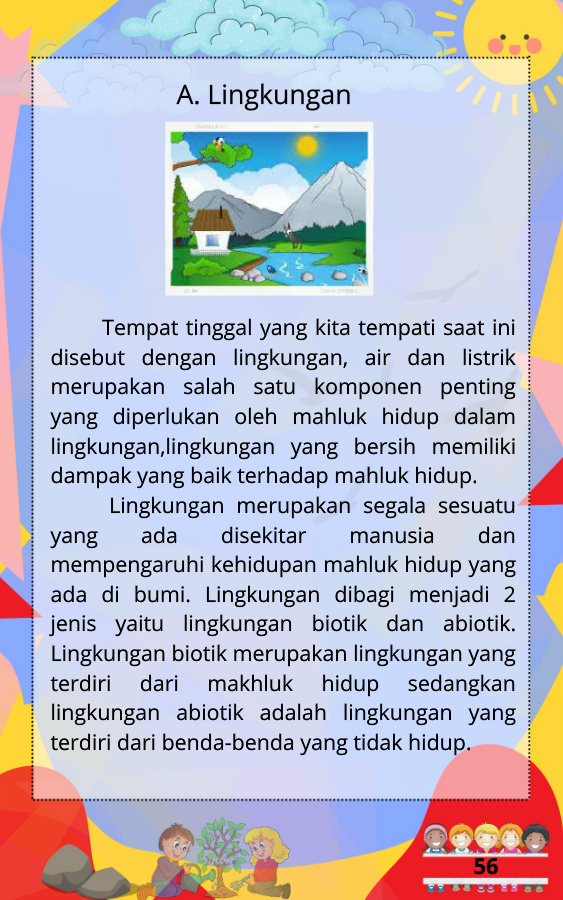 A. Lingkungan
Tempat tinggal yang kita tempati saat ini
disebut dengan lingkungan, air dan listrik
merupakan salah satu komponen penting
yang diperlukan oleh mahluk hidup dalam
lingkungan,lingkungan yang bersih memiliki
dampak yang baik terhadap mahluk hidup.
Lingkungan merupakan segala sesuatu
yang ada disekitar manusia dan
mempengaruhi kehidupan mahluk hidup yang
ada di bumi. Lingkungan dibagi menjadi 2
jenis yaitu lingkungan biotik dan abiotik.
Lingkungan biotik merupakan lingkungan yang
terdiri dari makhluk hidup sedangkan
lingkungan abiotik adalah lingkungan yang
terdiri dari benda-benda yang tidak hidup.
56